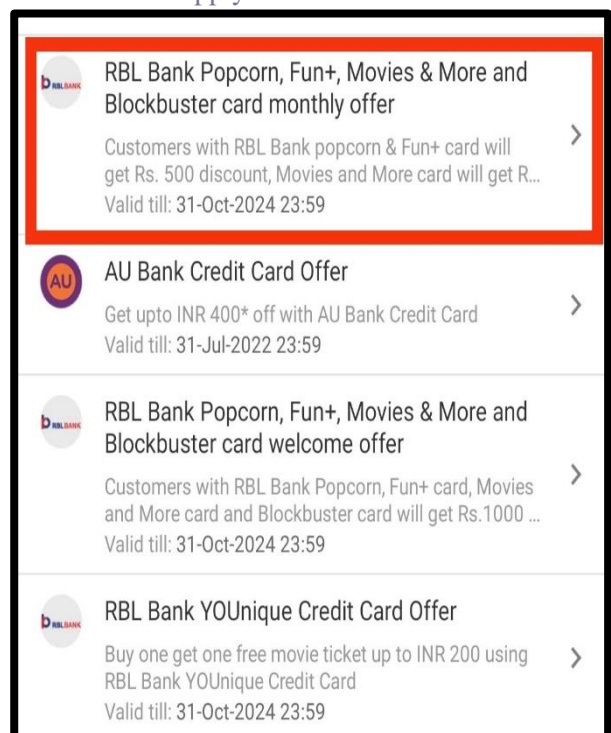 RBL Bank Popcorn, Fun+, Movies & More and
Blockbuster card monthly offer
RBLBANK
Customers with RBL Bank popcorn & Fun+ card will
get Rs. 500 discount, Movies and More card will get R...
Valid till: 31-Oct-2024 23:59
AU
AU Bank Credit Card Offer
Get upto INR 400* off with AU Bank Credit Card
Valid till: 31-Jul-2022 23:59
RBL Bank Popcorn, Fun+, Movies & More and
RBLBANK
Blockbuster card welcome offer
Customers with RBL Bank Popcorn, Fun+ card, Movies
and More card and Blockbuster card will get Rs.1000 ...
Valid till: 31-Oct-2024 23:59
RBLBANK
RBL Bank YOUnique Credit Card Offer
Buy one get one free movie ticket up to INR 200 using
RBL Bank YOUnique Credit Card
Valid till: 31-Oct-2024 23:59